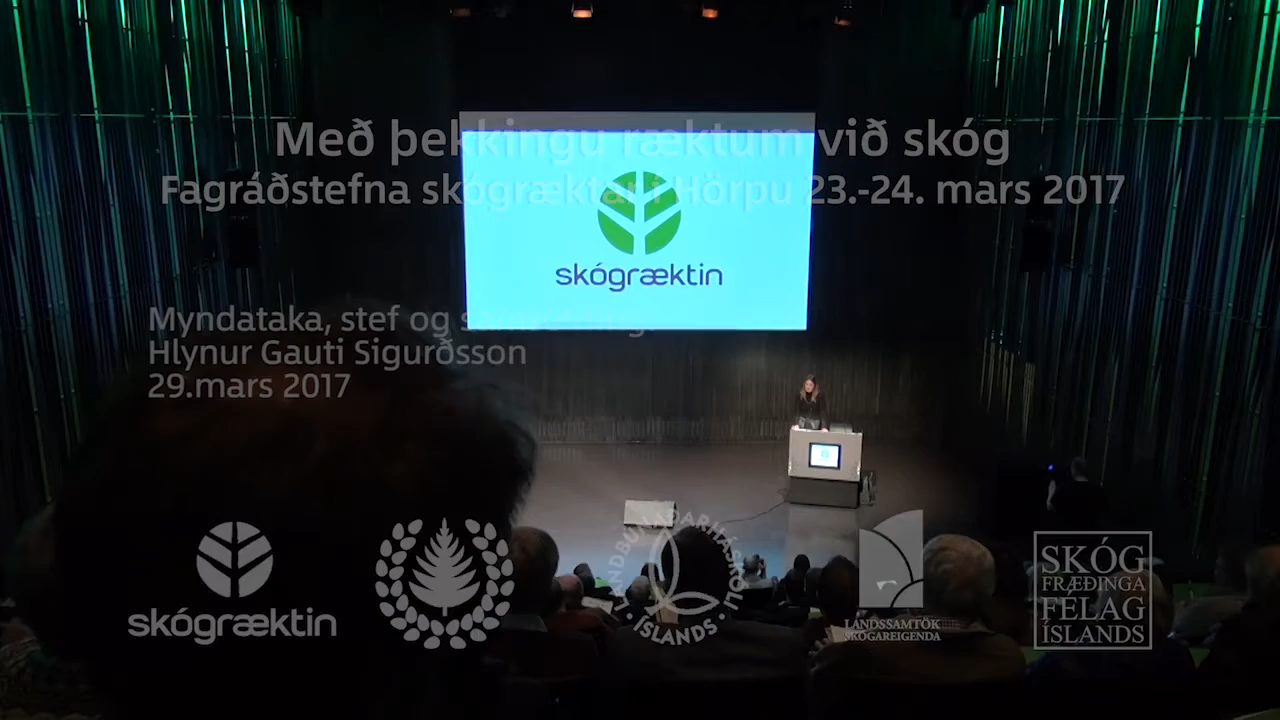 Með þekkingu ræktum við skóg
Fagráðstefna skógræktar í Hörpu 23.-24. mars 2017
skógræktin
Myndataka, stef og
Hlynur Gauti Sigurðsson
29.mars 2017
skógræktin
LANDBÚNAÐARHÁSKÓLI
ÍSLANDS
LANDSSAMTÖK
SKÓGAREIGENDA
SKÓG
FRÆÐINGA
FÉLAG
ÍSLANDS